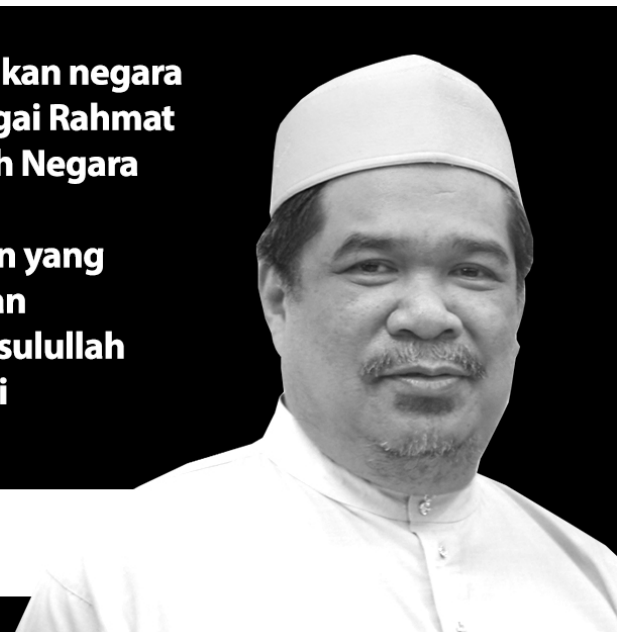 kan negara
gai Rahmat
h Negara
n yang
an
sulullah
i